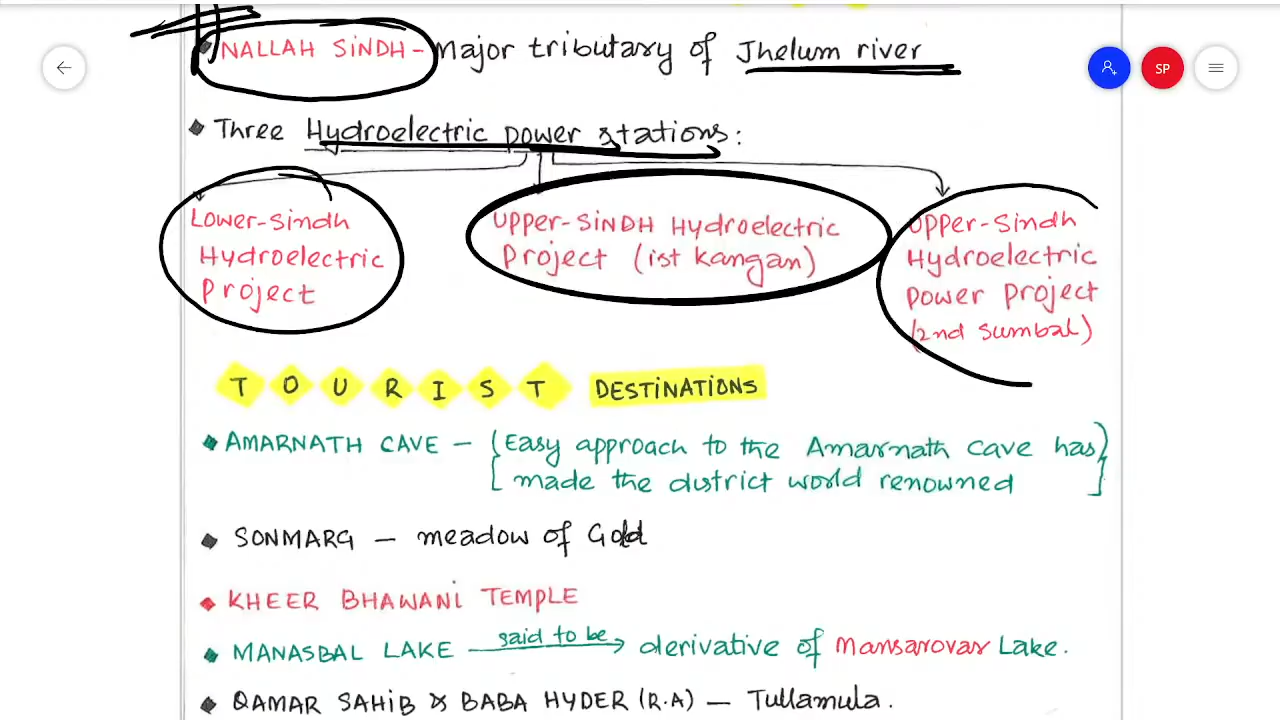 NALLAH SINDH - Major tributary of Jhelum river
Three Hydroelectric power stations:
Lower-Sindh
Hydroelectric
Project
Upper-SINDH Hydroelectric
Project (1st Kangan)
Upper-Sindh
Hydroelectric
Power Project
(2nd Sumbal)
TOURIST DESTINATIONS
AMARNATH CAVE - (Easy approach to the Amarnath Cave has)
[made the district world renowned]
SONMARG - meadow of Gold
KHEER BHAWANI TEMPLE
MANASBAL LAKE said to be → derivative of Mansarovar Lake.
QAMAR SAHIB & BABA HYDER (R.A) - Tullamula.
SP